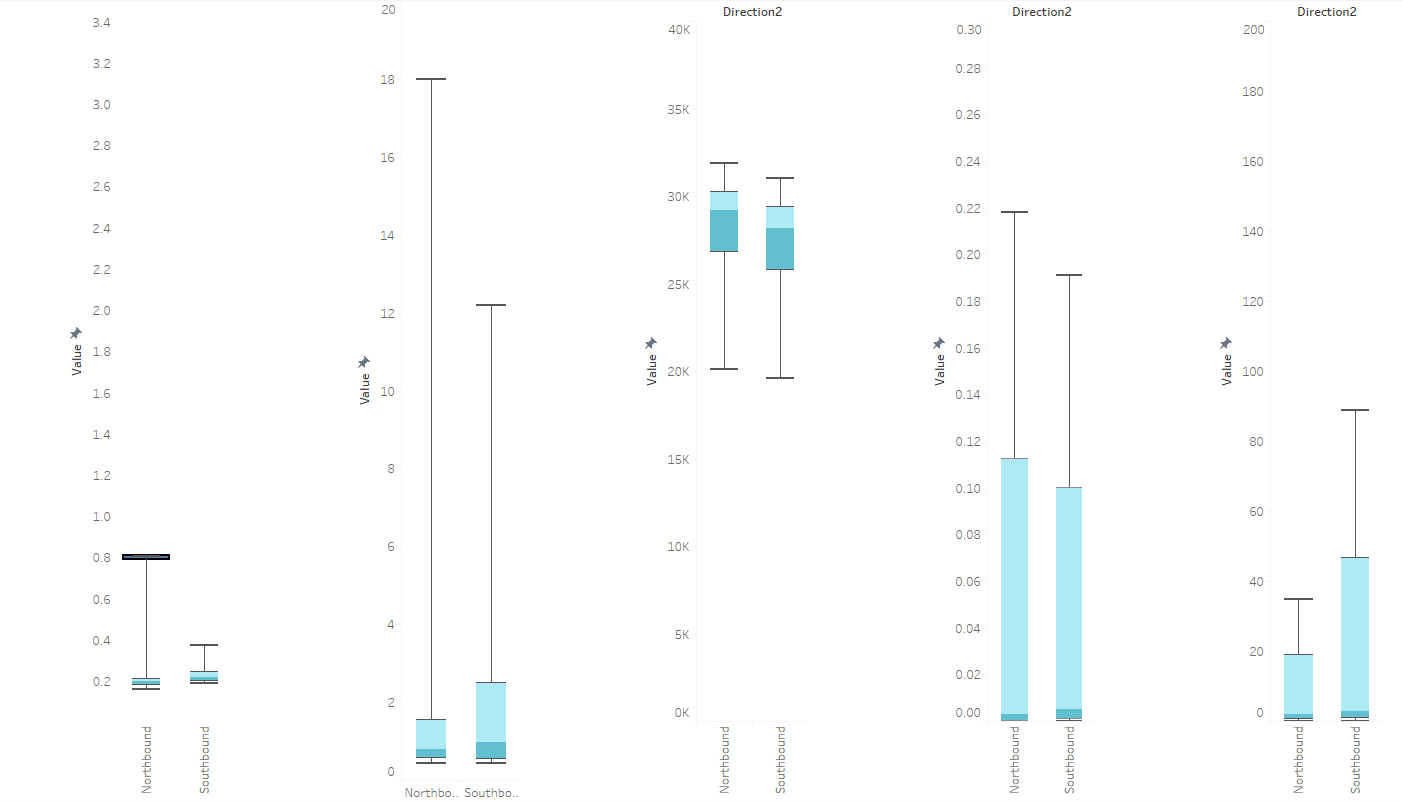 3.4
3.2
3.0
2.8
2.6
2.4
2.2
2.0
1.8
1.6
1.4
1.2
1.0
0.8
0.6
0.4
0.2
Value
Northbound
Southbound
20
18
16
14
12
10
8
6
4
2
0
Value
Northbo..
Southbo..
Direction2
40K
35K
30K
25K
20K
15K
10K
5K
0K
Value
Northbound
Southbound
Direction2
0.30
0.28
0.26
0.24
0.22
0.20
0.18
0.16
0.14
0.12
0.10
0.08
0.06
0.04
0.02
0.00
Value
Northbound
Southbound
Direction2
200
180
160
140
120
100
80
60
40
20
0
Value
Northbound
Southbound